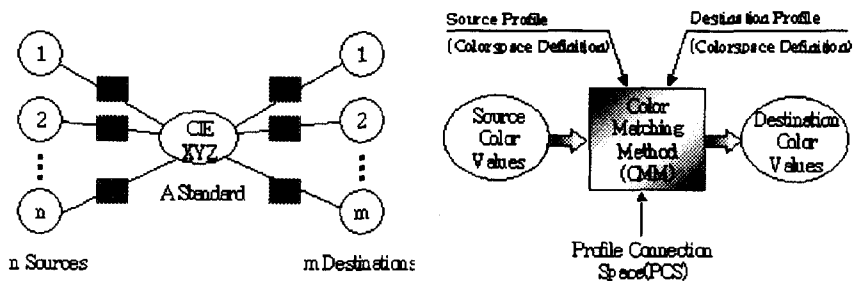 1
2
n
n Sources
CIE
XYZ
A Standard
1
2
m
m Destinations
Source Profile
(Colorspace Definition)
Destination Profile
(Colorspace Definition)
Source
Color
Values
Color
Matching
Method
(CMM)
Destination
Color
Values
Profile Connection
Space(PCS)